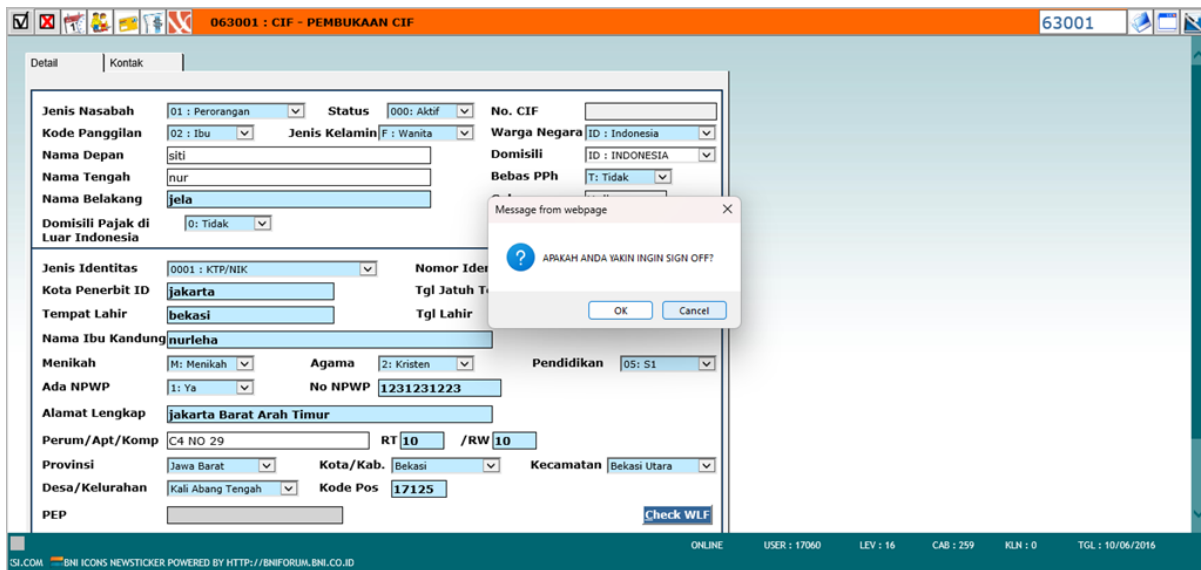 063001 : CIF - PEMBUKAAN CIF 63001
Detail Kontak
Jenis Nasabah 01 : Perorangan Status 000: Aktif No. CIF
Kode Panggilan 02 : Ibu Jenis Kelamin F : Wanita Warga Negara ID : Indonesia
Nama Depan siti Domisili ID : INDONESIA
Nama Tengah nur Bebas PPh T: Tidak
Nama Belakang jela
Domisili Pajak di Luar Indonesia 0: Tidak
Message from webpage
APAKAH ANDA YAKIN INGIN SIGN OFF?
OK Cancel
Jenis Identitas 0001 : KTP/NIK Nomor
Kota Penerbit ID jakarta Tgl Jatuh
Tempat Lahir bekasi Tgl Lahir
Nama Ibu Kandung nurleha
Menikah M: Menikah Agama 2: Kristen Pendidikan 05: S1
Ada NPWP 1: Ya No NPWP 1231231223
Alamat Lengkap jakarta Barat Arah Timur
Perum/Apt/Komp C4 NO 29 RT 10 /RW 10
Provinsi Jawa Barat Kota/Kab. Bekasi Kecamatan Bekasi Utara
Desa/Kelurahan Kali Abang Tengah Kode Pos 17125
PEP Check WLF
ONLINE USER : 17060 LEV : 16 CAB : 259 KLN : 0 TGL : 10/06/2016
SI.COM BNI ICONS NEWSTICKER POWERED BY HTTP://BNIFORUM.BNI.CO.ID